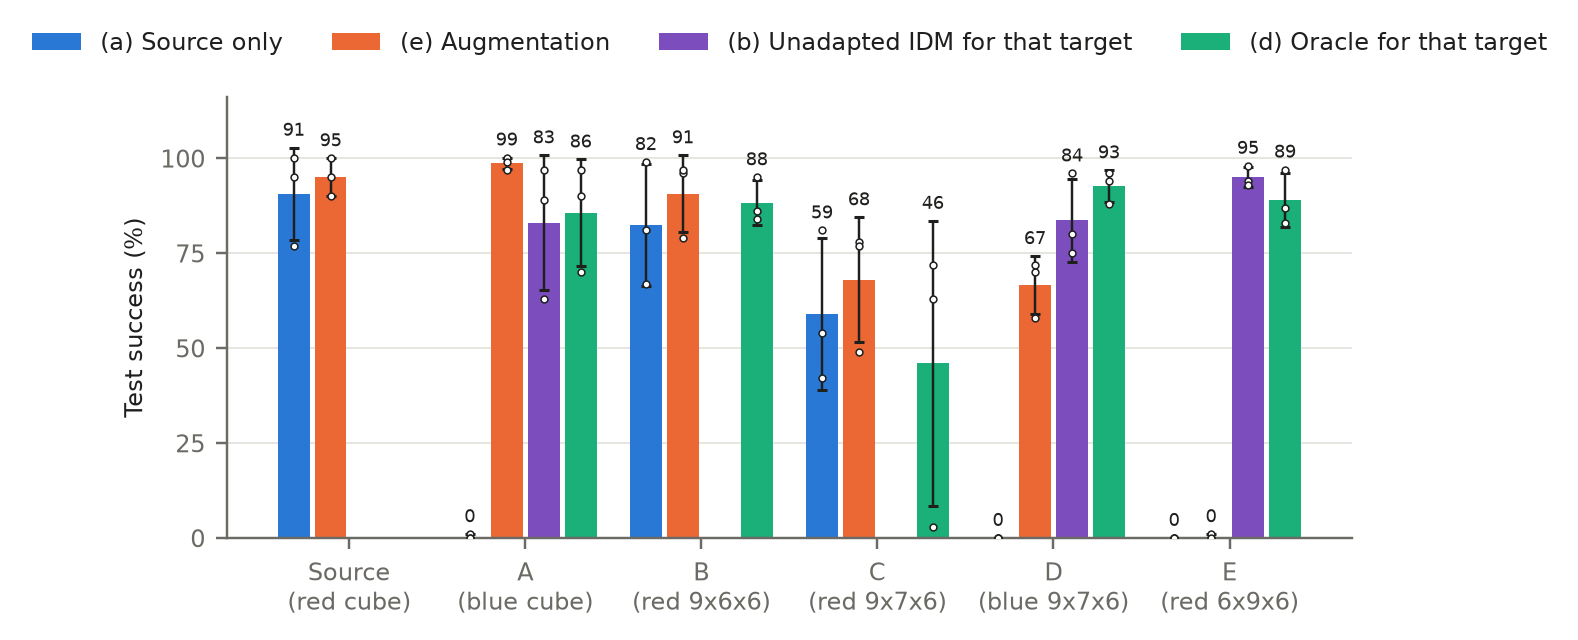 (a) Source only (e) Augmentation (b) Unadapted IDM for that target (d) Oracle for that target
Test success (%)
100
75
50
25
0
91 95
0 99 83 86
82 91 88
59 68 46
0 67 84 93
0 0 95 89
Source A B C D E
(red cube) (blue cube) (red 9x6x6) (red 9x7x6) (blue 9x7x6) (red 6x9x6)